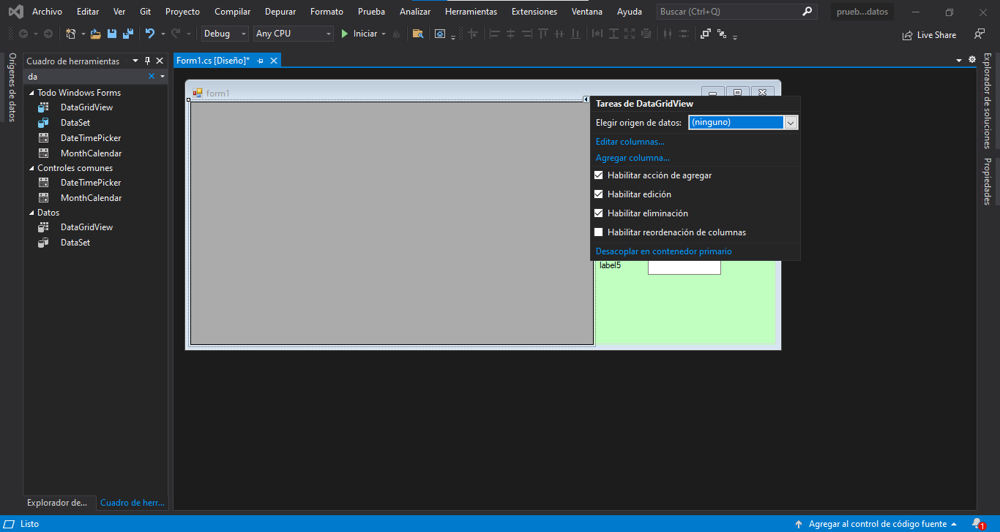 Archivo Editar Ver Git Proyecto Compilar Depurar Formato Prueba Analizar Herramientas Extensiones Ventana Ayuda Buscar (Ctrl+Q) prueb...datos
Debug Any CPU Iniciar Live Share
Orígenes de datos
Cuadro de herramientas
da
Todo Windows Forms
DataGridView
DataSet
DateTimePicker
MonthCalendar
Controles comunes
DateTimePicker
MonthCalendar
Datos
DataGridView
DataSet
Explorador de... Cuadro de herr...
Form1.cs [Diseño]*
form1
Tareas de DataGridView
Elegir origen de datos: (ninguno)
Editar columnas...
Agregar columna...
Habilitar acción de agregar
Habilitar edición
Habilitar eliminación
Habilitar reordenación de columnas
Desacoplar en contenedor primario
label5
Explorador de soluciones
Propiedades
Listo Agregar al control de código fuente 1